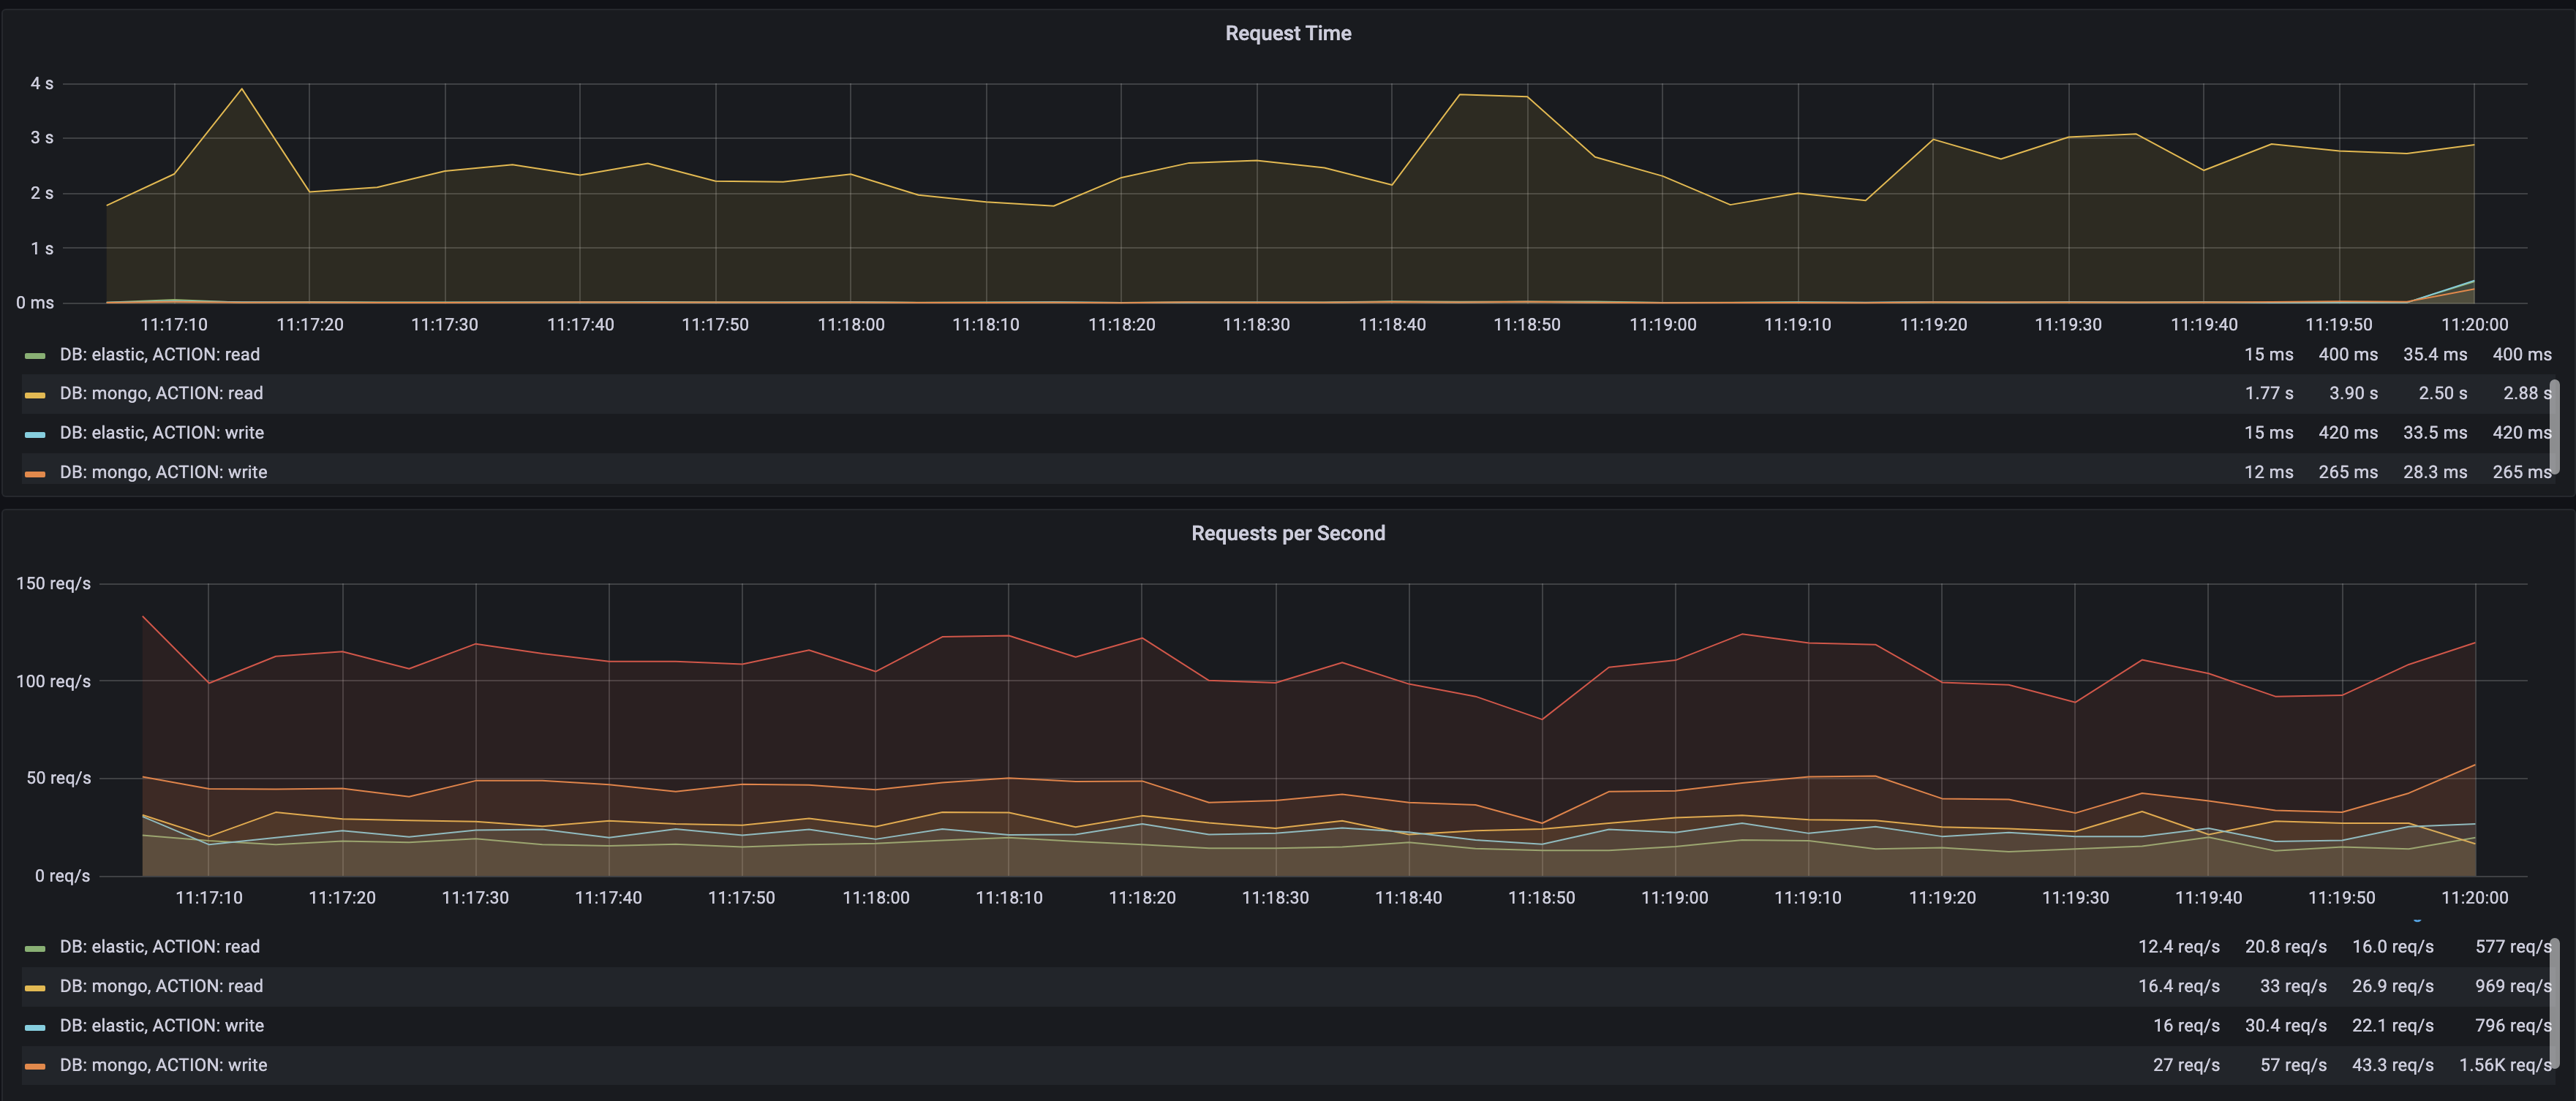 Request Time
4 s
3 s
2 s
1 s
0 ms
11:17:10 11:17:20 11:17:30 11:17:40 11:17:50 11:18:00 11:18:10 11:18:20 11:18:30 11:18:40 11:18:50 11:19:00 11:19:10 11:19:20 11:19:30 11:19:40 11:19:50 11:20:00
DB: elastic, ACTION: read 15 ms 400 ms 35.4 ms 400 ms
DB: mongo, ACTION: read 1.77 s 3.90 s 2.50 s 2.88 s
DB: elastic, ACTION: write 15 ms 420 ms 33.5 ms 420 ms
DB: mongo, ACTION: write 12 ms 265 ms 28.3 ms 265 ms
Requests per Second
150 req/s
100 req/s
50 req/s
0 req/s
11:17:10 11:17:20 11:17:30 11:17:40 11:17:50 11:18:00 11:18:10 11:18:20 11:18:30 11:18:40 11:18:50 11:19:00 11:19:10 11:19:20 11:19:30 11:19:40 11:19:50 11:20:00
DB: elastic, ACTION: read 12.4 req/s 20.8 req/s 16.0 req/s 577 req/s
DB: mongo, ACTION: read 16.4 req/s 33 req/s 26.9 req/s 969 req/s
DB: elastic, ACTION: write 16 req/s 30.4 req/s 22.1 req/s 796 req/s
DB: mongo, ACTION: write 27 req/s 57 req/s 43.3 req/s 1.56K req/s